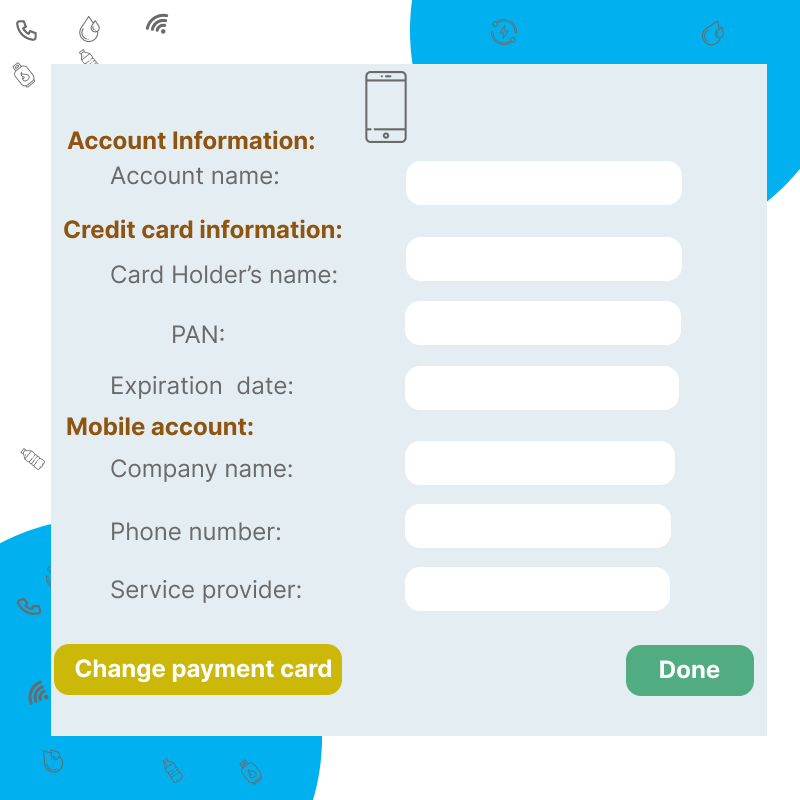 Account Information:
Account name:
Credit card information:
Card Holder’s name:
PAN:
Expiration  date:
Mobile account:
Company name:
Phone number:
Service provider:
Change payment card
Done